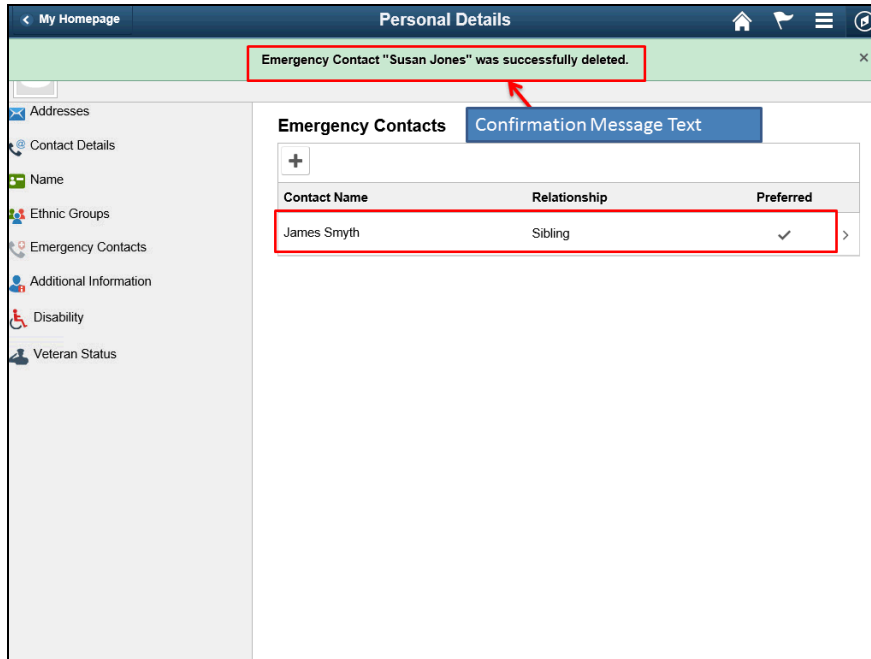 My Homepage
Personal Details
Emergency Contact "Susan Jones" was successfully deleted.
Addresses
Contact Details
Name
Ethnic Groups
Emergency Contacts
Additional Information
Disability
Veteran Status
Emergency Contacts
Confirmation Message Text
Contact Name Relationship Preferred
James Smyth Sibling